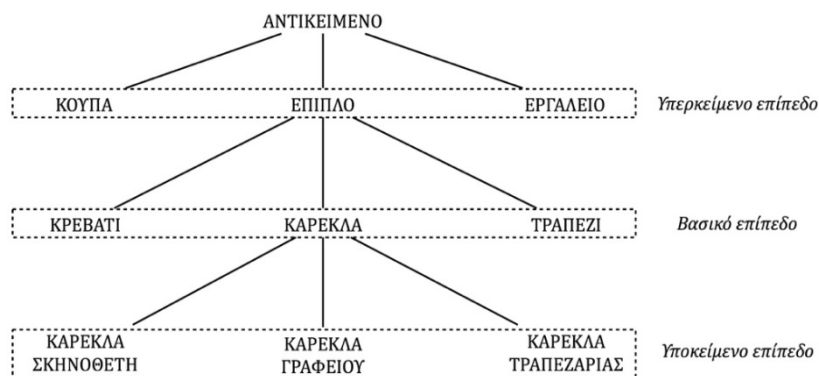 ΑΝΤΙΚΕΙΜΕΝΟ
ΚΟΥΠΑ ΕΠΙΠΛΟ ΕΡΓΑΛΕΙΟ Υπερκείμενο επίπεδο
ΚΡΕΒΑΤΙ ΚΑΡΕΚΛΑ ΤΡΑΠΕΖΙ Βασικό επίπεδο
ΚΑΡΕΚΛΑ ΚΑΡΕΚΛΑ ΚΑΡΕΚΛΑ Υποκείμενο επίπεδο
ΣΚΗΝΟΘΕΤΗ ΓΡΑΦΕΙΟΥ ΤΡΑΠΕΖΑΡΙΑΣ